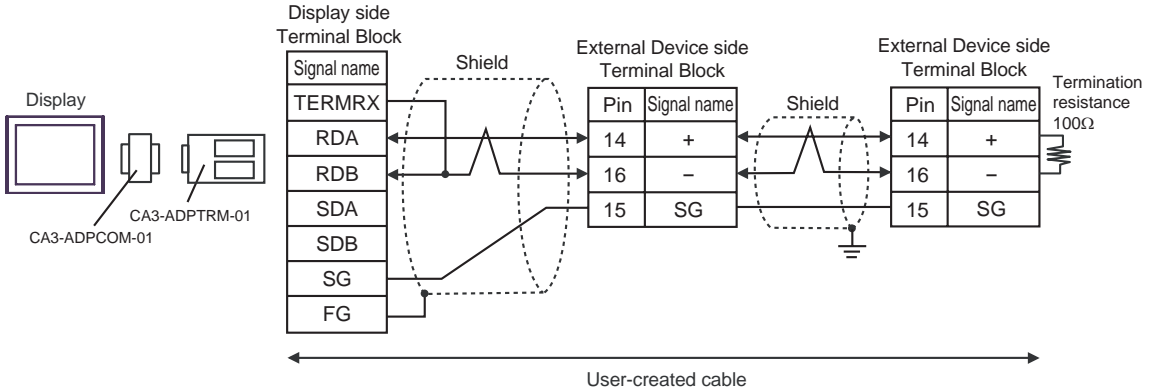 Display
CA3-ADPCOM-01
CA3-ADPTRM-01
Display side
Terminal Block
Signal name
TERMRX
RDA
RDB
SDA
SDB
SG
FG
Shield
External Device side
Terminal Block
Pin Signal name
14 +
16 −
15 SG
Shield
External Device side
Terminal Block
Pin Signal name
14 +
16 −
15 SG
Termination
resistance
100Ω
User-created cable